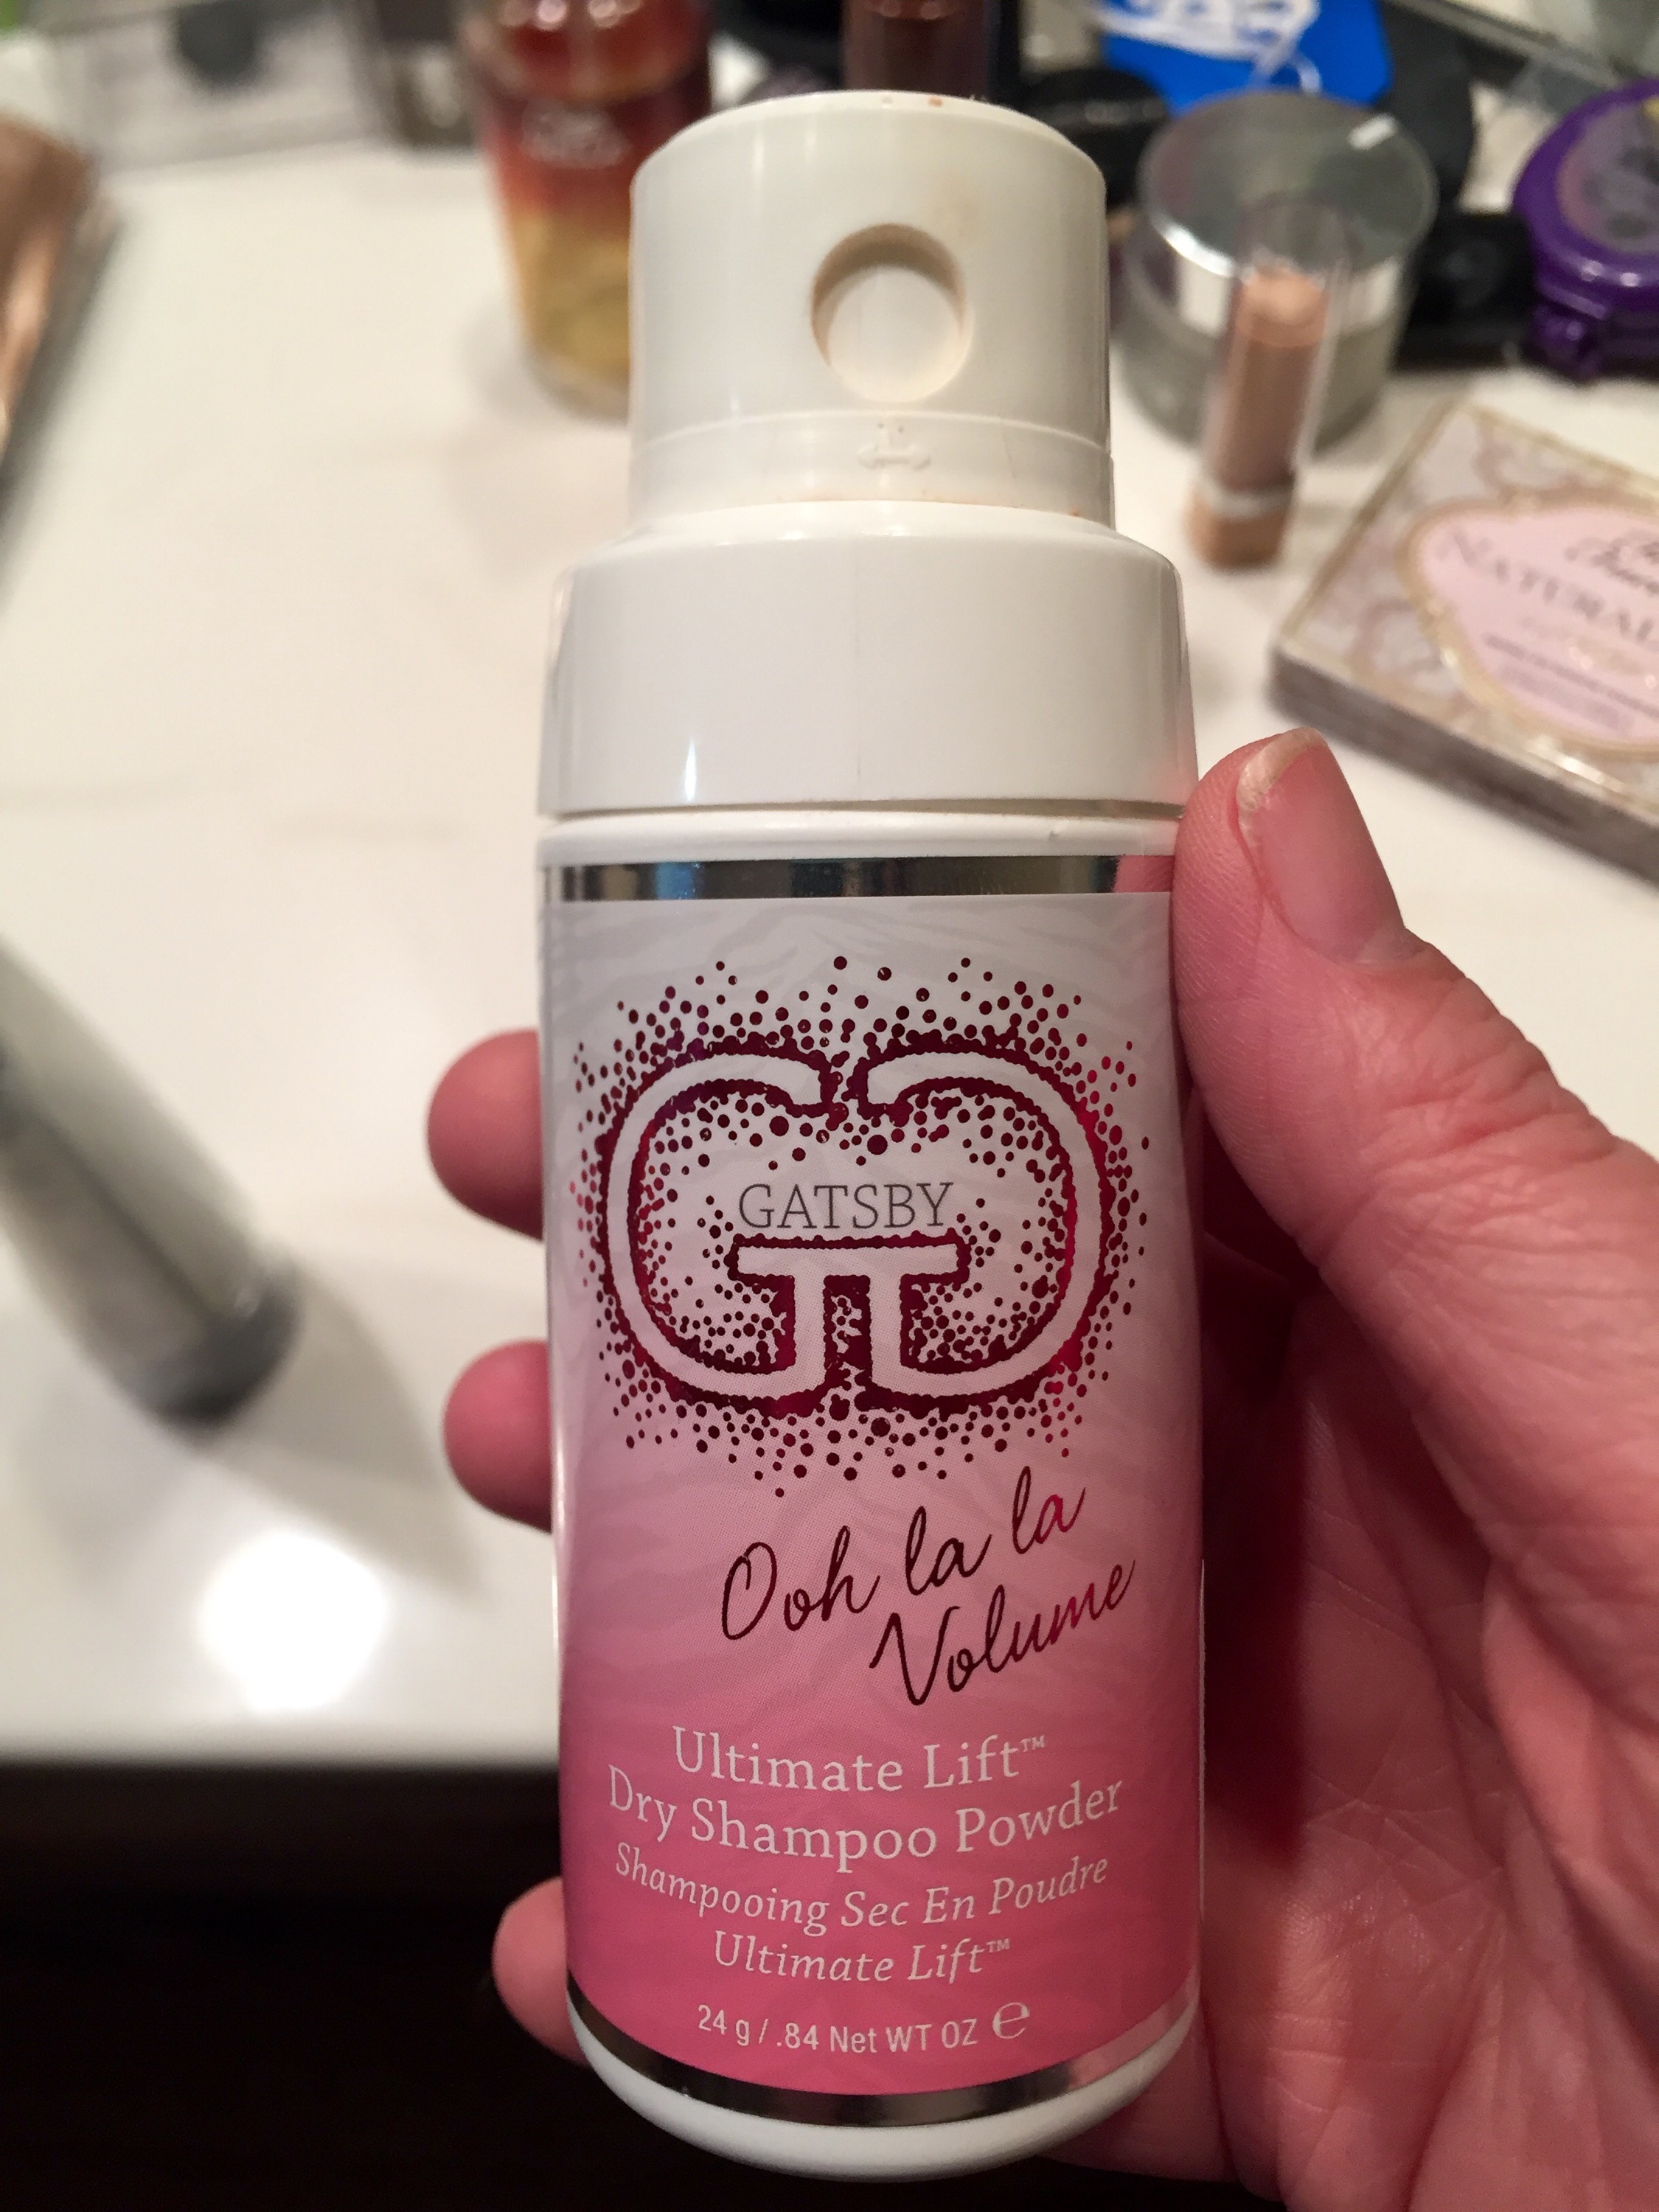 GATSBY
Ooh la la
Volume
Ultimate Lift™
Dry Shampoo Powder
Shampooing Sec En Poudre
Ultimate Lift™
24 g / .84 Net WT OZ ℮
NATURAL